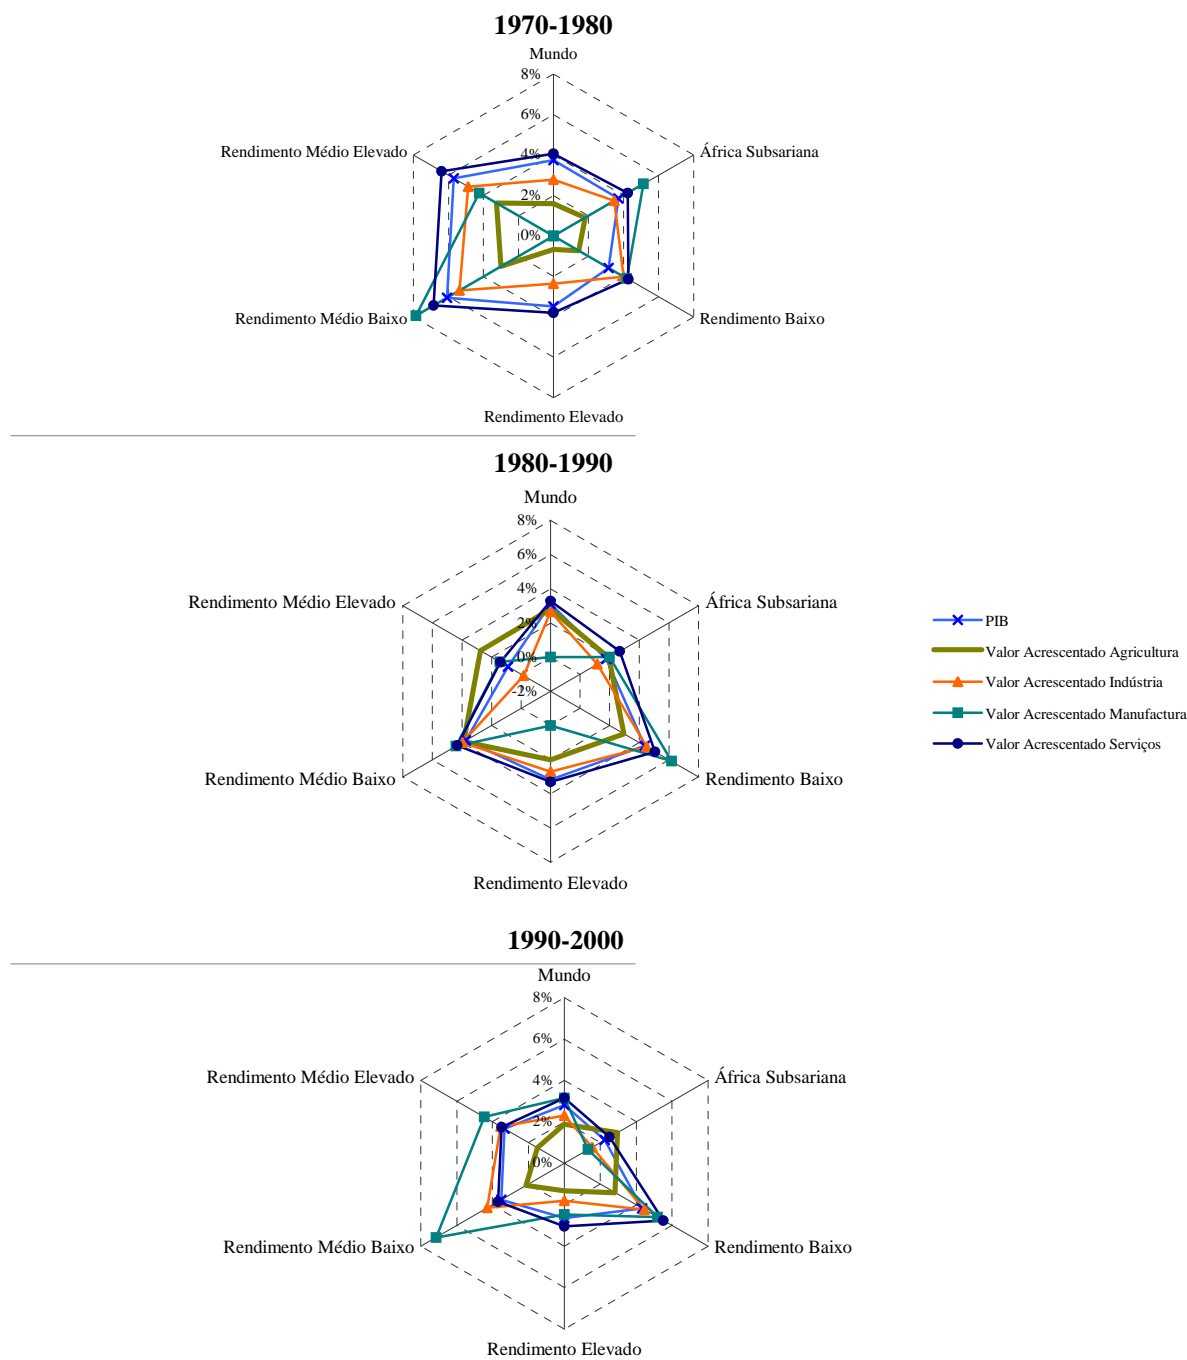 1970-1980
Mundo
8%
6%
4%
2%
0%
Rendimento Médio Elevado
África Subsariana
Rendimento Médio Baixo
Rendimento Baixo
Rendimento Elevado
1980-1990
Mundo
8%
6%
4%
2%
0%
-2%
Rendimento Médio Elevado
África Subsariana
Rendimento Médio Baixo
Rendimento Baixo
Rendimento Elevado
PIB
Valor Acrescentado Agricultura
Valor Acrescentado Indústria
Valor Acrescentado Manufactura
Valor Acrescentado Serviços
1990-2000
Mundo
8%
6%
4%
2%
0%
Rendimento Médio Elevado
África Subsariana
Rendimento Médio Baixo
Rendimento Baixo
Rendimento Elevado